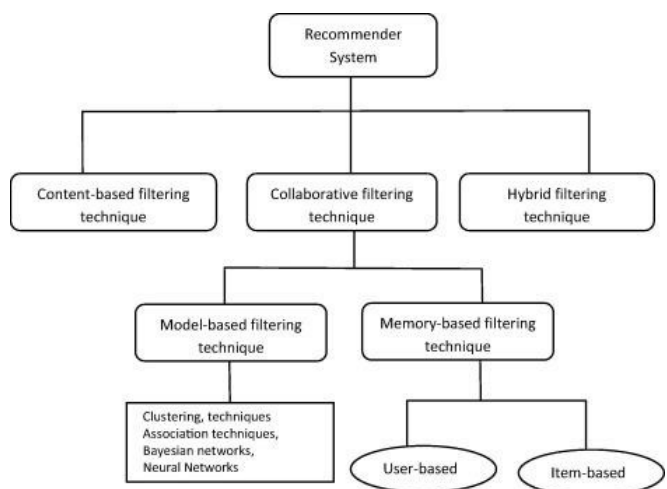 Recommender
System
Content-based filtering
technique
Collaborative filtering
technique
Hybrid filtering
technique
Model-based filtering
technique
Memory-based filtering
technique
Clustering, techniques
Association techniques,
Bayesian networks,
Neural Networks
User-based
Item-based